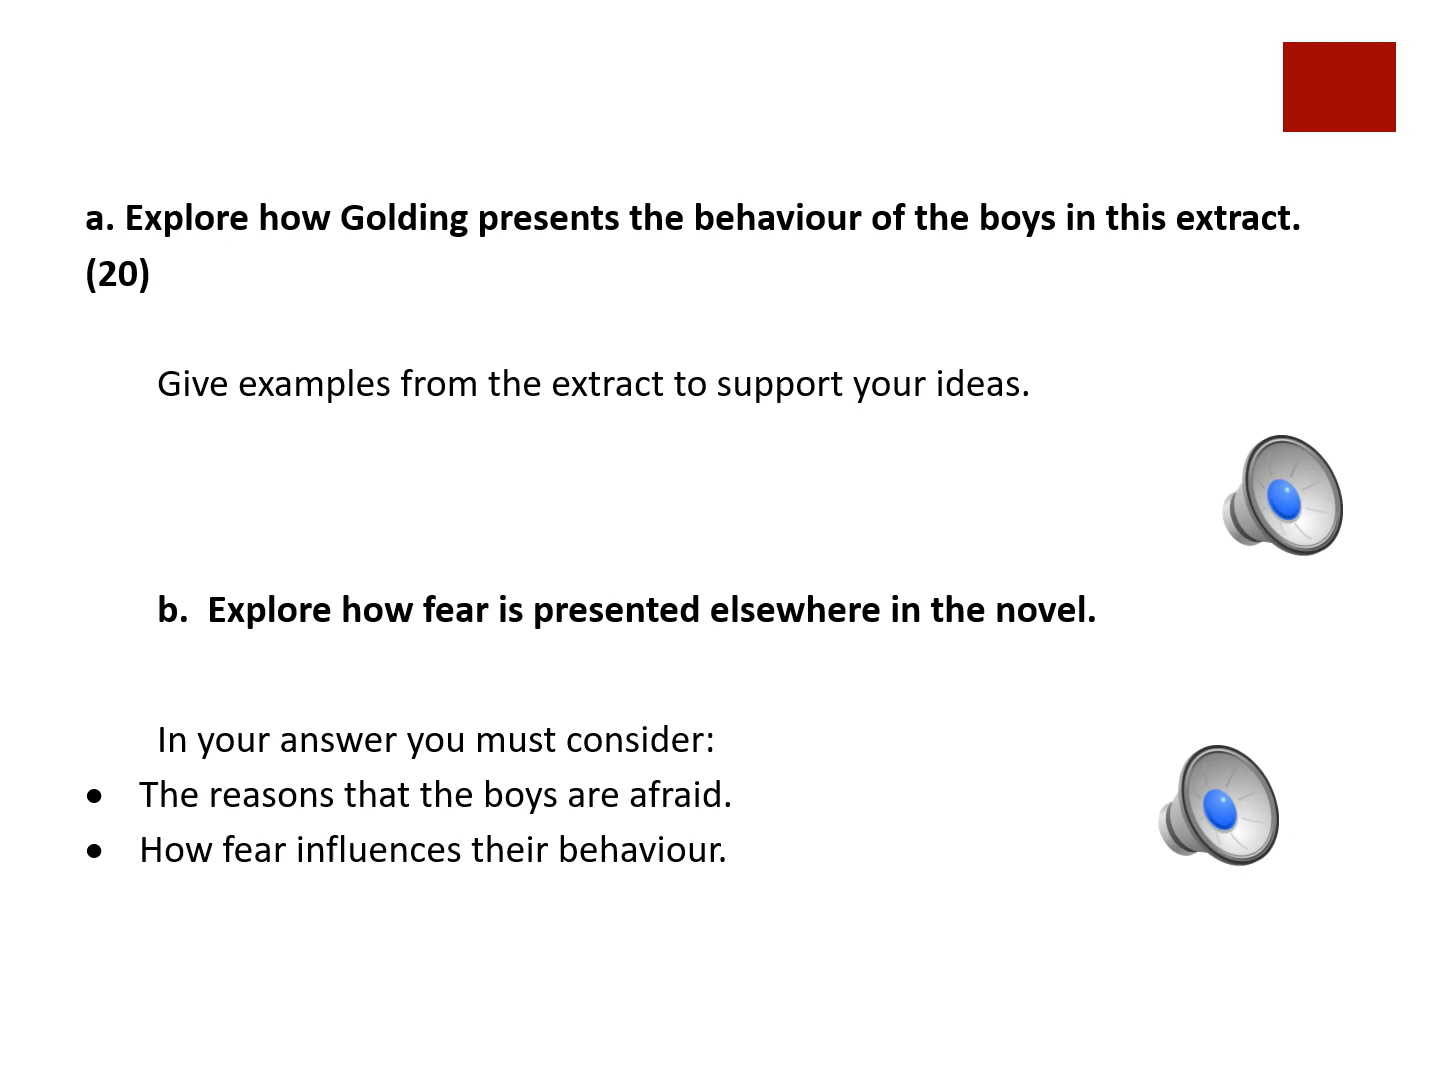 a. Explore how Golding presents the behaviour of the boys in this extract.
(20)
Give examples from the extract to support your ideas.
b.  Explore how fear is presented elsewhere in the novel.
In your answer you must consider:
• The reasons that the boys are afraid.
• How fear influences their behaviour.